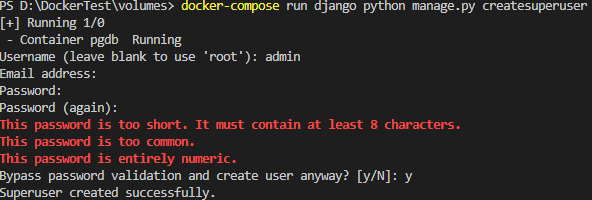 PS D:\DockerTest\volumes> docker-compose run django python manage.py createsuperuser
[+] Running 1/0
 - Container pgdb  Running
Username (leave blank to use 'root'): admin
Email address:
Password:
Password (again):
This password is too short. It must contain at least 8 characters.
This password is too common.
This password is entirely numeric.
Bypass password validation and create user anyway? [y/N]: y
Superuser created successfully.